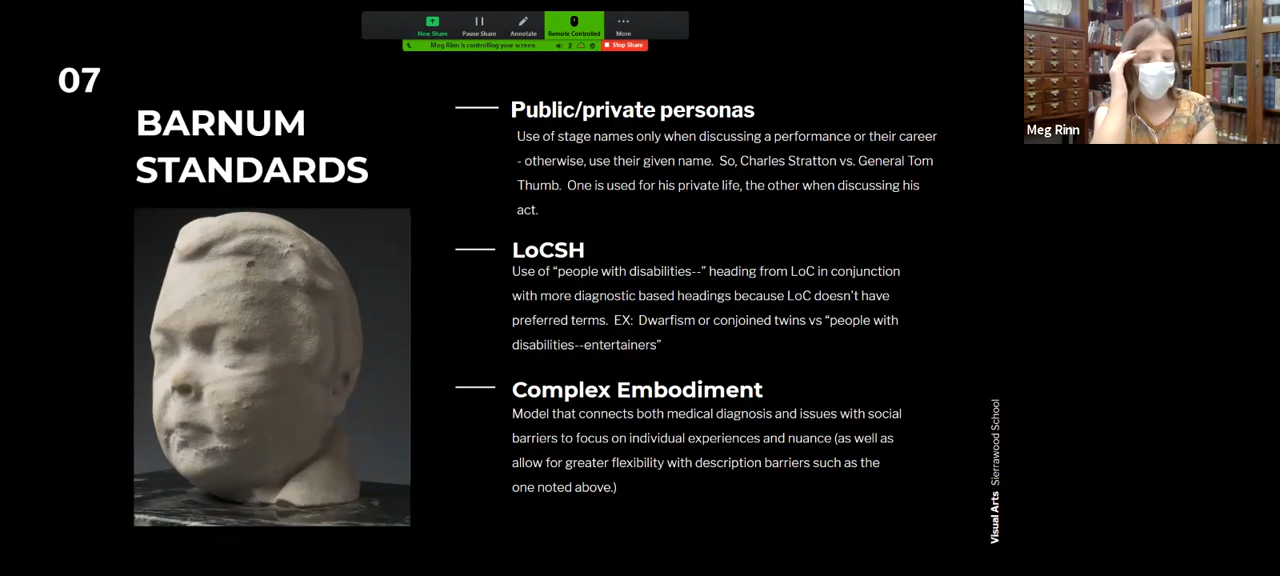 New Share
Pause Share
Annotate
Remote Controlled
More
Meg Rinn is controlling your screen
Stop Share
Meg Rinn
07
BARNUM
STANDARDS
Public/private personas
Use of stage names only when discussing a performance or their career
- otherwise, use their given name. So, Charles Stratton vs. General Tom
Thumb. One is used for his private life, the other when discussing his
act.
LoCSH
Use of “people with disabilities--” heading from LoC in conjunction
with more diagnostic based headings because LoC doesn't have
preferred terms. EX: Dwarfism or conjoined twins vs “people with
disabilities--entertainers”
Complex Embodiment
Model that connects both medical diagnosis and issues with social
barriers to focus on individual experiences and nuance (as well as
allow for greater flexibility with description barriers such as the
one noted above.)
Visual Arts Sierrawood School